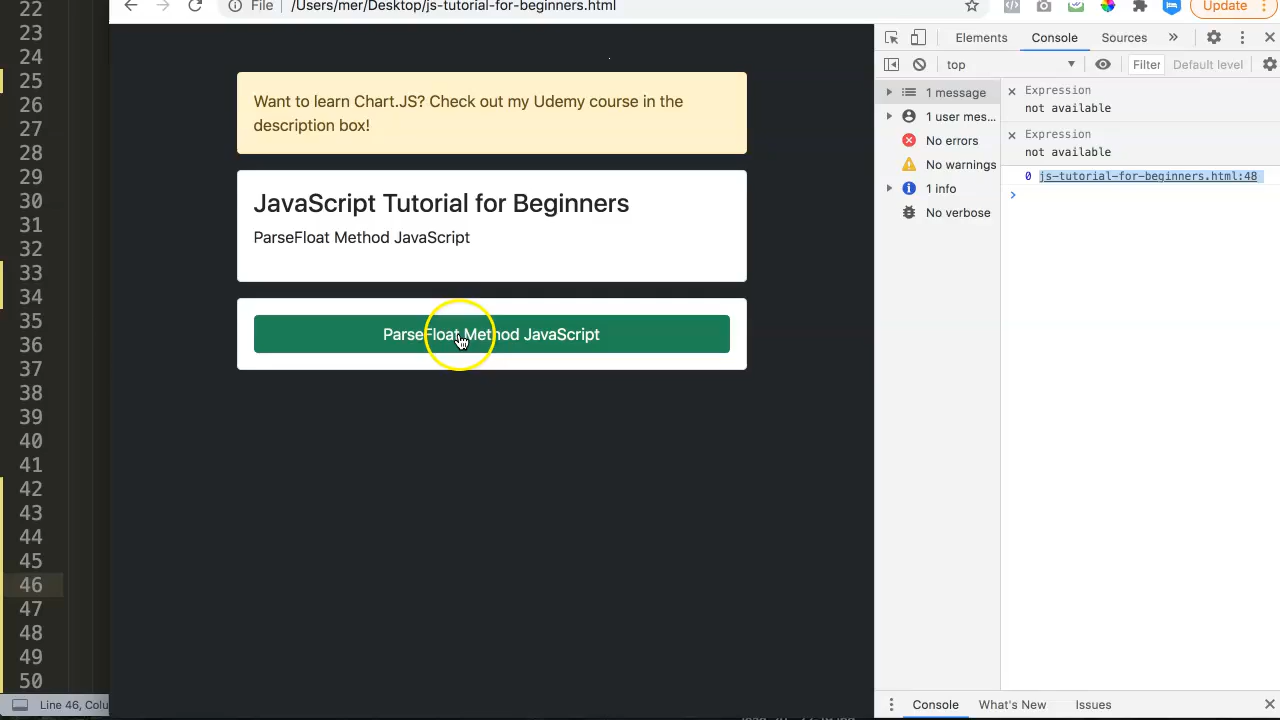 22
23
24
25
26
27
28
29
30
31
32
33
34
35
36
37
38
39
40
41
42
43
44
45
46
47
48
49
50
Line 46, Colu
File /Users/mer/Desktop/js-tutorial-for-beginners.html
Update
Want to learn Chart.JS? Check out my Udemy course in the
description box!
JavaScript Tutorial for Beginners
ParseFloat Method JavaScript
ParseFloat Method JavaScript
Elements Console Sources »
top Filter Default level
1 message
1 user mes...
No errors
No warnings
1 info
No verbose
Expression
not available
Expression
not available
0 js-tutorial-for-beginners.html:48
>
Console What's New Issues